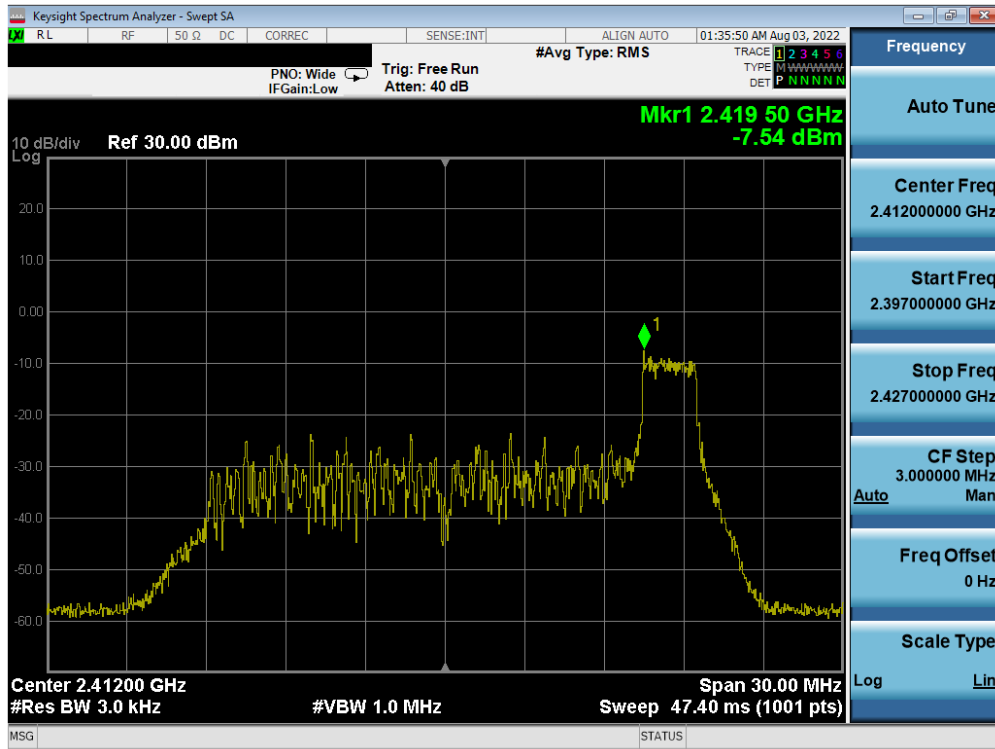 Keysight Spectrum Analyzer - Swept SA
LXI RL RF 50 Ω DC CORREC SENSE:INT ALIGN AUTO 01:35:50 AM Aug 03, 2022
#Avg Type: RMS TRACE 1 2 3 4 5 6
PNO: Wide Trig: Free Run TYPE M WWWWW
IFGain:Low Atten: 40 dB DET P N N N N N
Mkr1 2.419 50 GHz
-7.54 dBm
10 dB/div Ref 30.00 dBm
Log
20.0
10.0
0.00
1
-10.0
-20.0
-30.0
-40.0
-50.0
-60.0
Center 2.41200 GHz Span 30.00 MHz
#Res BW 3.0 kHz #VBW 1.0 MHz Sweep 47.40 ms (1001 pts)
MSG STATUS
Frequency
Auto Tune
Center Freq
2.412000000 GHz
Start Freq
2.397000000 GHz
Stop Freq
2.427000000 GHz
CF Step
3.000000 MHz
Auto Man
Freq Offset
0 Hz
Scale Type
Log Lin